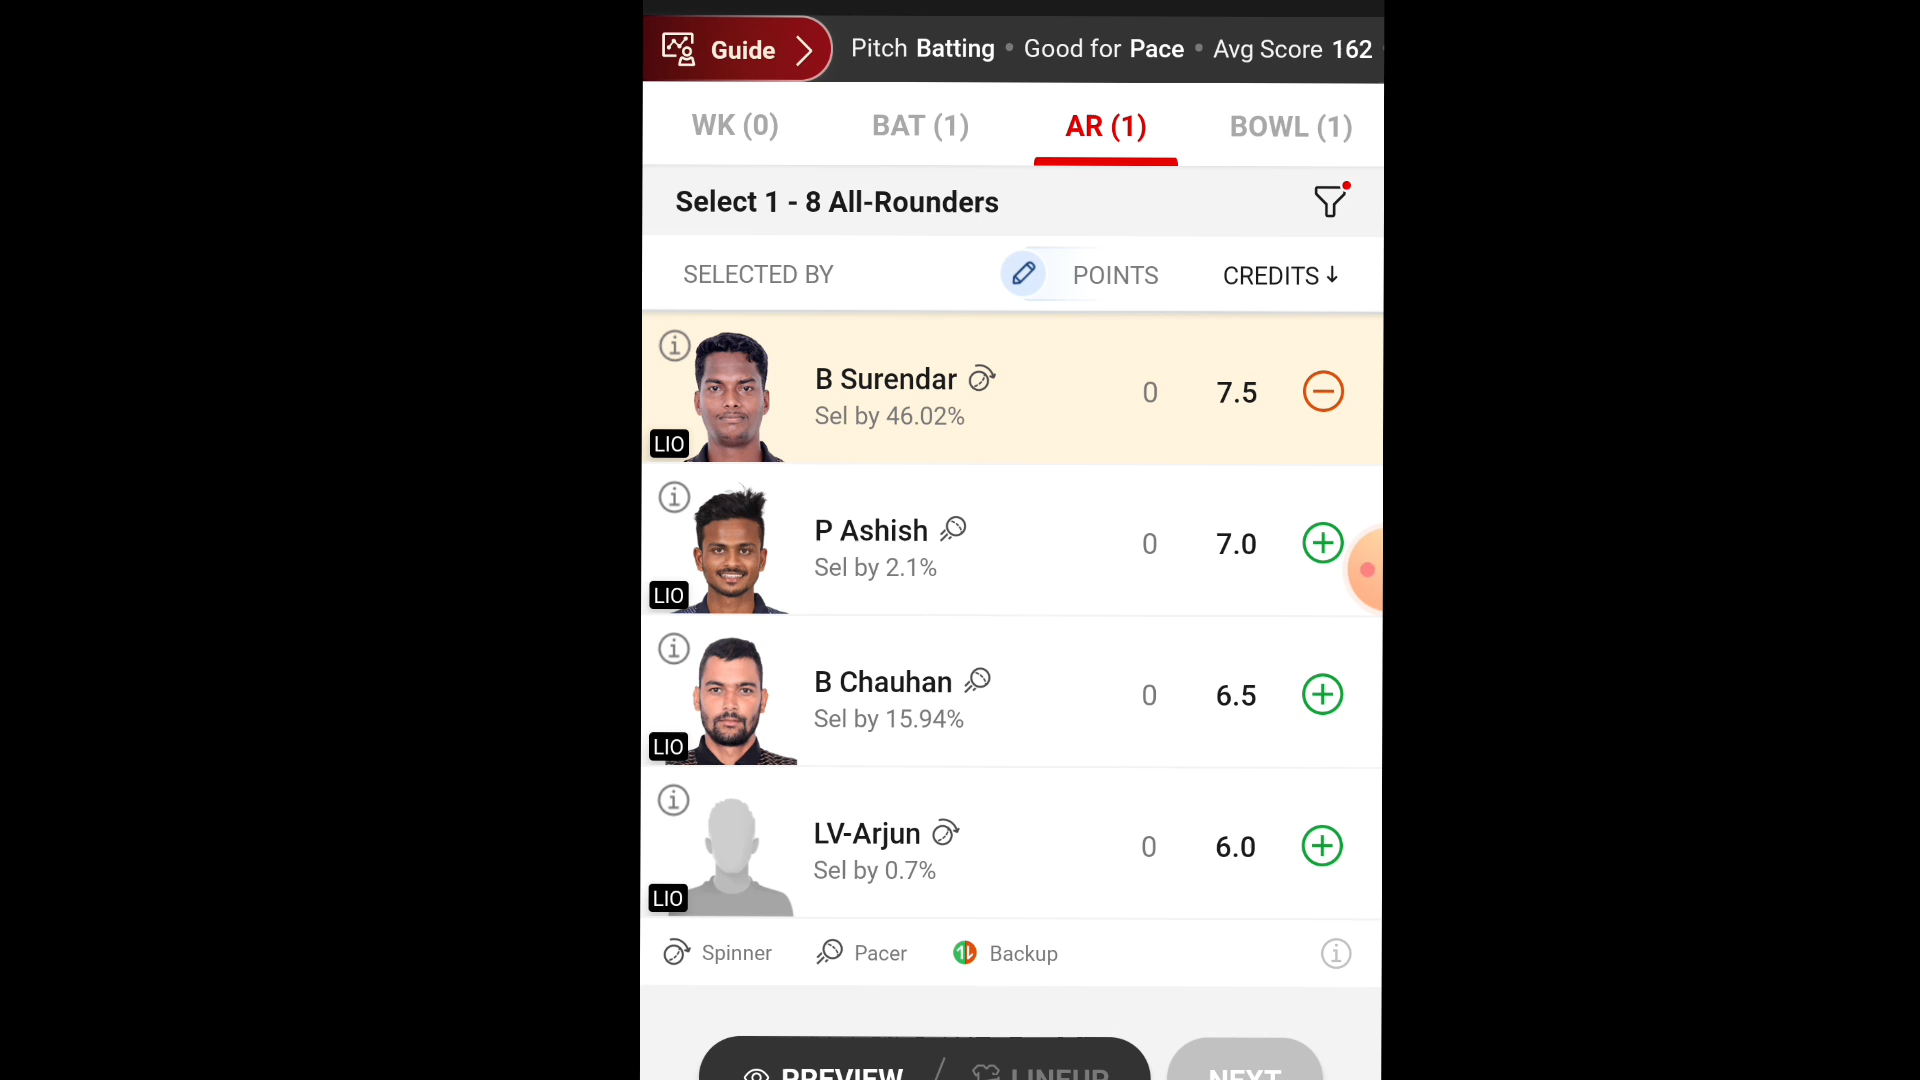 Guide
Pitch Batting • Good for Pace • Avg Score 162
WK (0) BAT (1) AR (1) BOWL (1)
Select 1 - 8 All-Rounders
SELECTED BY POINTS CREDITS ↓
B Surendar
Sel by 46.02%
0 7.5
LIO
P Ashish
Sel by 2.1%
0 7.0
LIO
B Chauhan
Sel by 15.94%
0 6.5
LIO
LV-Arjun
Sel by 0.7%
0 6.0
LIO
Spinner Pacer Backup
PREVIEW / LINEUP NEXT